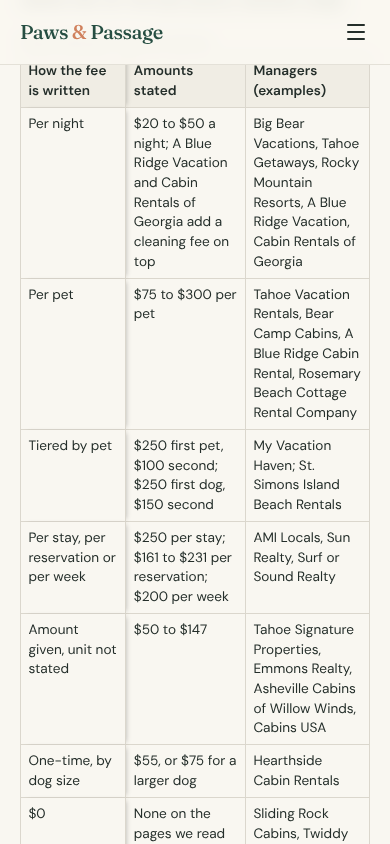 Paws & Passage
How the fee
is written
Amounts
stated
Managers
(examples)
Per night
$20 to $50 a
night; A Blue
Ridge Vacation
and Cabin
Rentals of
Georgia add a
cleaning fee on
top
Big Bear
Vacations, Tahoe
Getaways, Rocky
Mountain
Resorts, A Blue
Ridge Vacation,
Cabin Rentals of
Georgia
Per pet
$75 to $300 per
pet
Tahoe Vacation
Rentals, Bear
Camp Cabins, A
Blue Ridge Cabin
Rental, Rosemary
Beach Cottage
Rental Company
Tiered by pet
$250 first pet,
$100 second;
$250 first dog,
$150 second
My Vacation
Haven; St.
Simons Island
Beach Rentals
Per stay, per
reservation or
per week
$250 per stay;
$161 to $231 per
reservation;
$200 per week
AMI Locals, Sun
Realty, Surf or
Sound Realty
Amount
given, unit not
stated
$50 to $147
Tahoe Signature
Properties,
Emmons Realty,
Asheville Cabins
of Willow Winds,
Cabins USA
One-time, by
dog size
$55, or $75 for a
larger dog
Hearthside
Cabin Rentals
$0
None on the
pages we read
Sliding Rock
Cabins, Twiddy